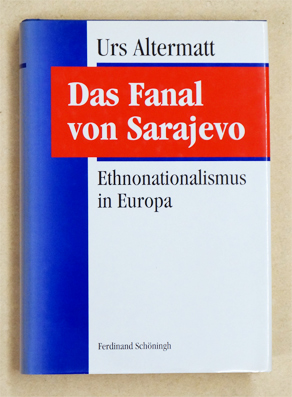 Urs Altermatt
Das Fanal
von Sarajevo
Ethnonationalismus
in Europa
Ferdinand Schöningh